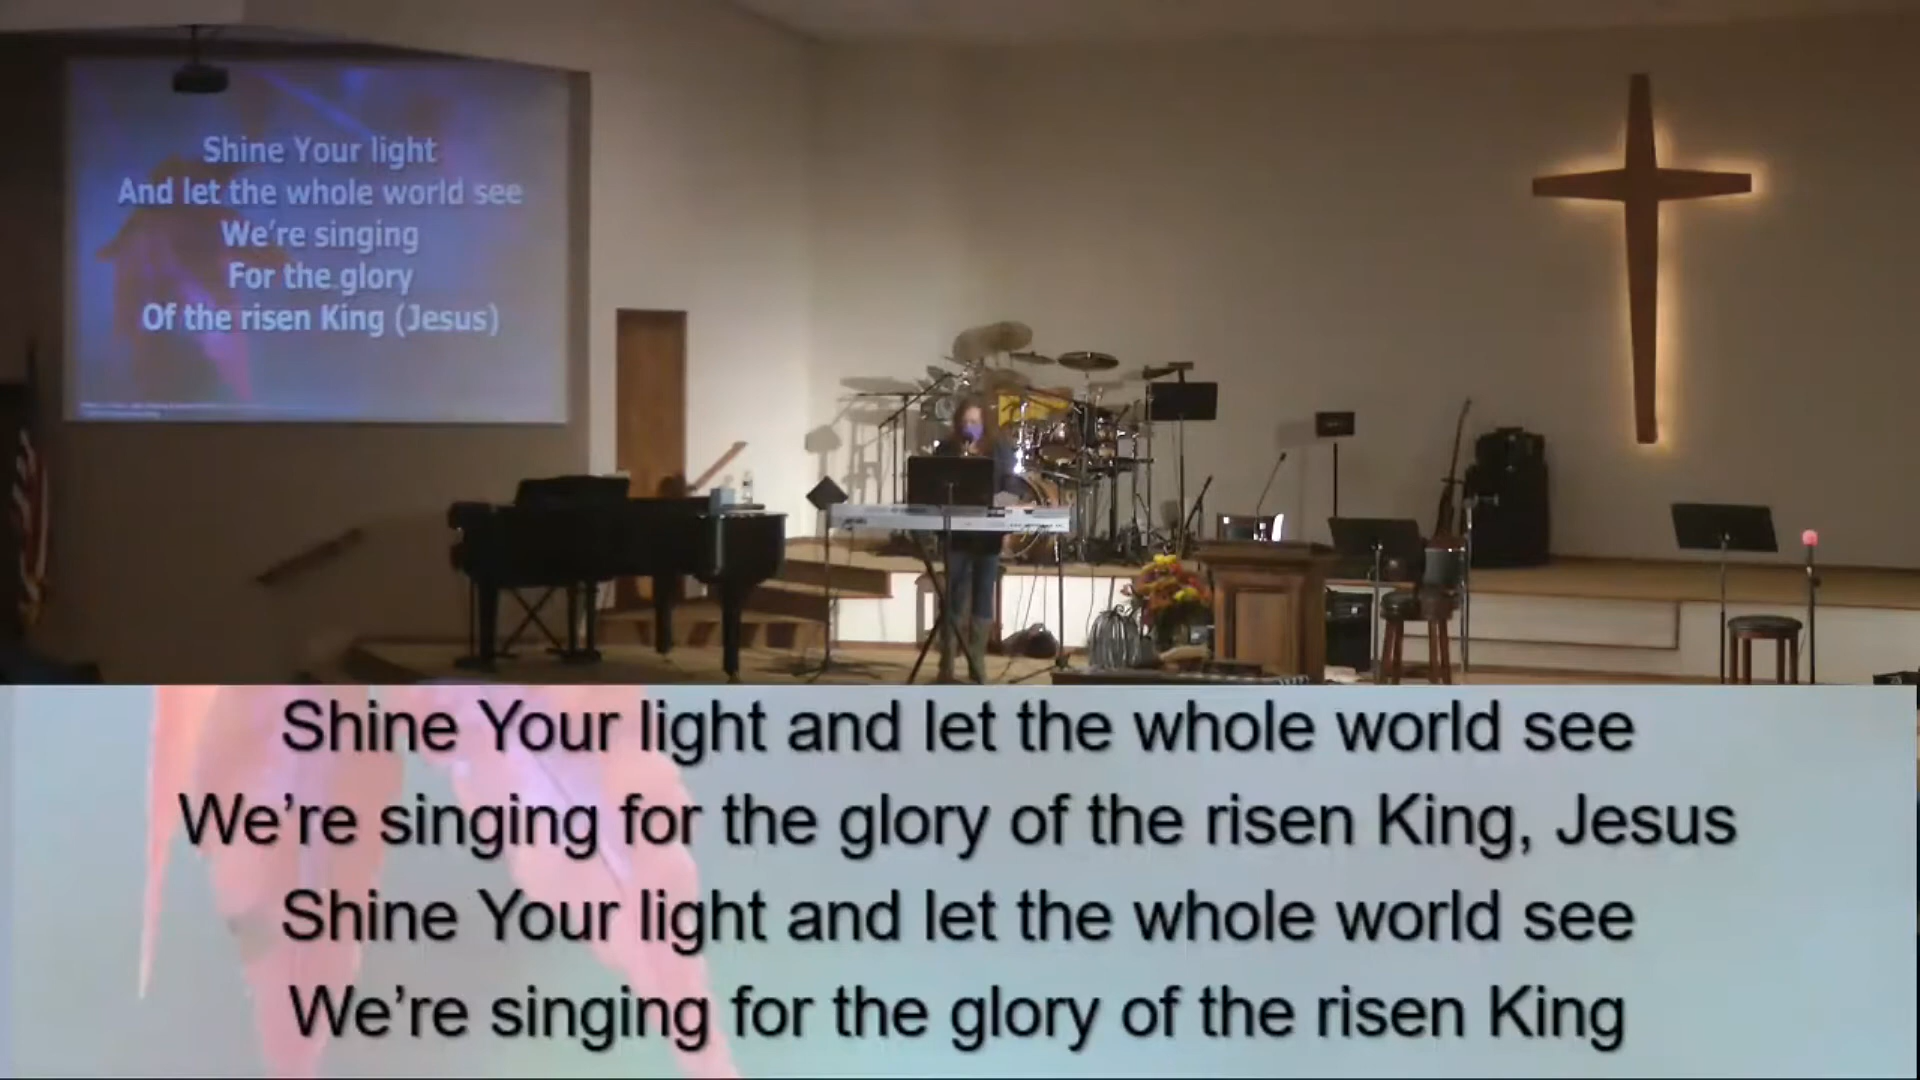 Shine Your light
And let the whole world see
We're singing
For the glory
Of the risen King (Jesus)
Shine Your light and let the whole world see
We're singing for the glory of the risen King, Jesus
Shine Your light and let the whole world see
We're singing for the glory of the risen King